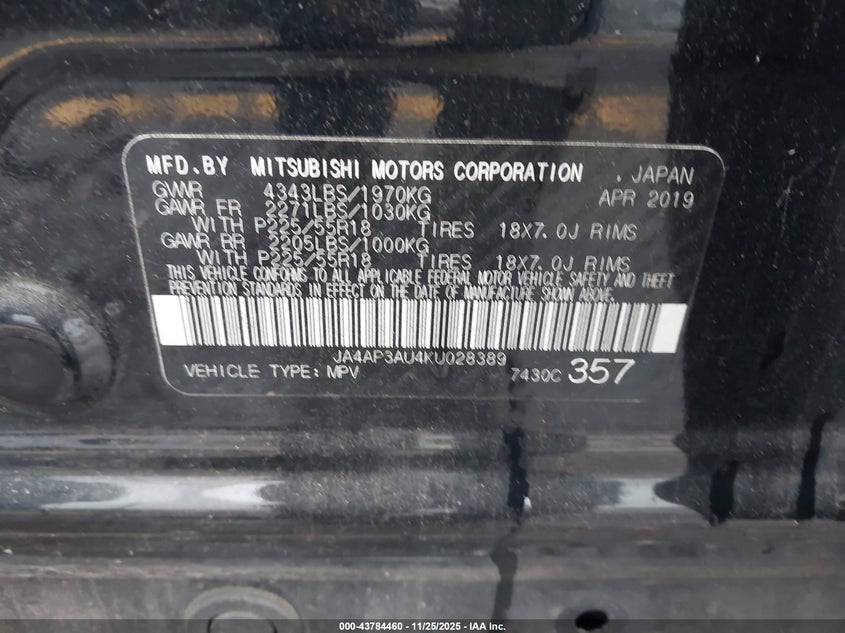 MFD.BY MITSUBISHI MOTORS CORPORATION . JAPAN
GVWR 4343LBS/1970KG APR 2019
GAWR FR 2271LBS/1030KG
WITH P225/55R18 TIRES 18X7.0J RIMS
GAWR RR 2205LBS/1000KG
WITH P225/55R18 TIRES 18X7.0J RIMS
THIS VEHICLE CONFORMS TO ALL APPLICABLE FEDERAL MOTOR VEHICLE SAFETY AND THEFT
PREVENTION STANDARDS IN EFFECT ON THE DATE OF MANUFACTURE SHOWN ABOVE.
JA4AP3AU4KU028389
VEHICLE TYPE: MPV 7430C 357
000-43784460 - 11/25/2025 - IAA Inc.